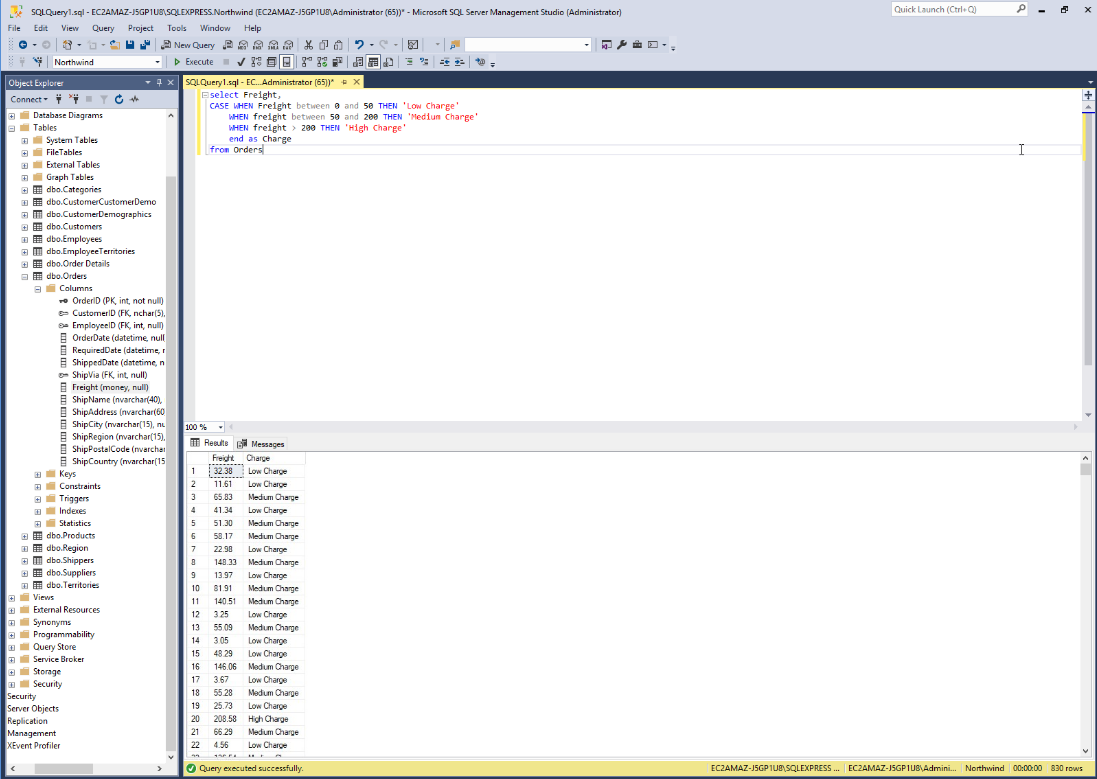 SQLQuery1.sql - EC2AMAZ-J5GP1U8\SQLEXPRESS.Northwind (EC2AMAZ-J5GP1U8\Administrator (65))* - Microsoft SQL Server Management Studio (Administrator)
Quick Launch (Ctrl+Q)
File Edit View Query Project Tools Window Help
New Query
Northwind
Execute
Object Explorer
SQLQuery1.sql - EC...Administrator (65))*
Connect
select Freight,
CASE WHEN Freight between 0 and 50 THEN 'Low Charge'
WHEN freight between 50 and 200 THEN 'Medium Charge'
WHEN freight > 200 THEN 'High Charge'
end as Charge
from Orders
Database Diagrams
Tables
System Tables
FileTables
External Tables
Graph Tables
dbo.Categories
dbo.CustomerCustomerDemo
dbo.CustomerDemographics
dbo.Customers
dbo.Employees
dbo.EmployeeTerritories
dbo.Order Details
dbo.Orders
Columns
OrderID (PK, int, not null)
CustomerID (FK, nchar(5),
EmployeeID (FK, int, null)
OrderDate (datetime, null
RequiredDate (datetime, r
ShippedDate (datetime, n
ShipVia (FK, int, null)
Freight (money, null)
ShipName (nvarchar(40),
ShipAddress (nvarchar(60
ShipCity (nvarchar(15), nu
ShipRegion (nvarchar(15),
ShipPostalCode (nvarchar
ShipCountry (nvarchar(15
Keys
Constraints
Triggers
Indexes
Statistics
dbo.Products
dbo.Region
dbo.Shippers
dbo.Suppliers
dbo.Territories
Views
External Resources
Synonyms
Programmability
Query Store
Service Broker
Storage
Security
Security
Server Objects
Replication
Management
XEvent Profiler
100 %
Results Messages
Freight Charge
1 32.38 Low Charge
2 11.61 Low Charge
3 65.83 Medium Charge
4 41.34 Low Charge
5 51.30 Medium Charge
6 58.17 Medium Charge
7 22.98 Low Charge
8 148.33 Medium Charge
9 13.97 Low Charge
10 81.91 Medium Charge
11 140.51 Medium Charge
12 3.25 Low Charge
13 55.09 Medium Charge
14 3.05 Low Charge
15 48.29 Low Charge
16 146.06 Medium Charge
17 3.67 Low Charge
18 55.28 Medium Charge
19 25.73 Low Charge
20 208.58 High Charge
21 66.29 Medium Charge
22 4.56 Low Charge
Query executed successfully.
EC2AMAZ-J5GP1U8\SQLEXPRESS ... EC2AMAZ-J5GP1U8\Admini... Northwind 00:00:00 830 rows